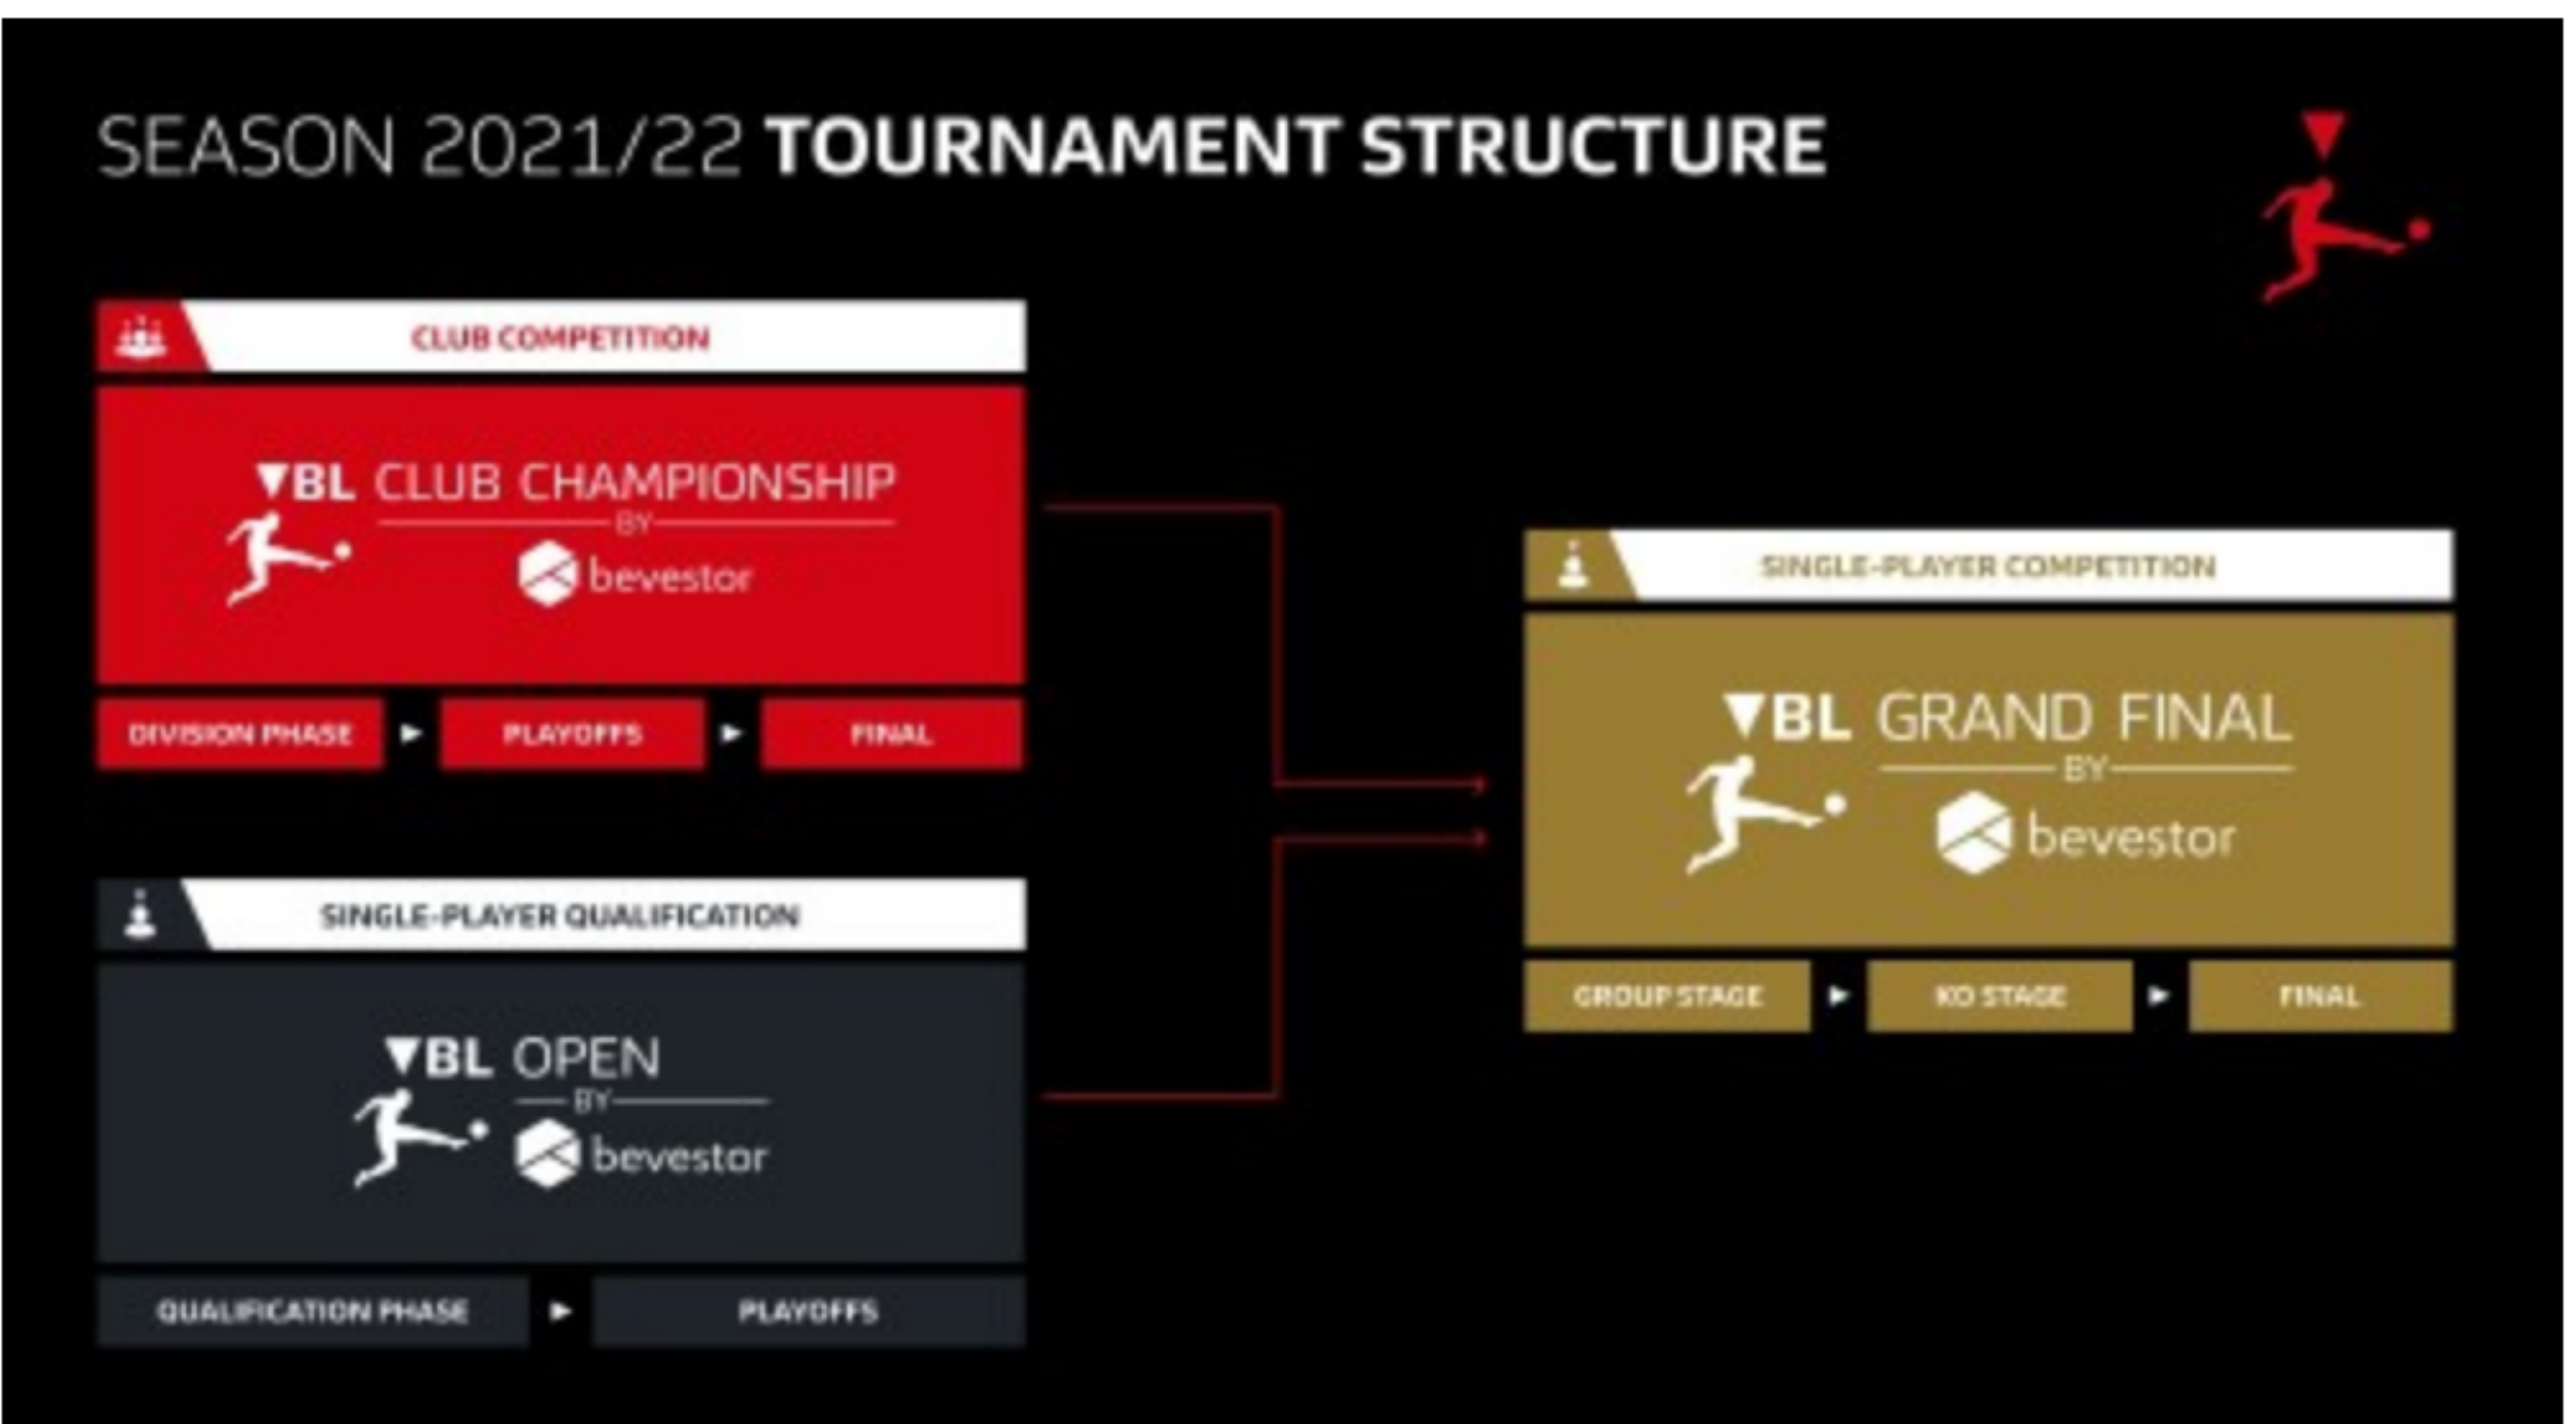 SEASON 2021/22 TOURNAMENT STRUCTURE
CLUB COMPETITION
VBL CLUB CHAMPIONSHIP
BY
bevestor
DIVISION PHASE
PLAYOFFS
FINAL
SINGLE-PLAYER QUALIFICATION
VBL OPEN
BY
bevestor
QUALIFICATION PHASE
PLAYOFFS
SINGLE-PLAYER COMPETITION
VBL GRAND FINAL
BY
bevestor
GROUP STAGE
KO STAGE
FINAL